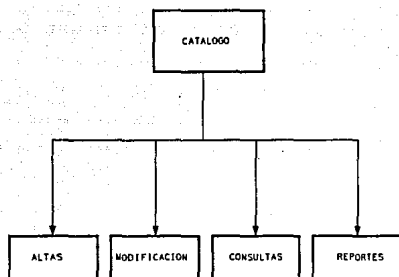 CATALOGO
ALTAS
MODIFICACION
CONSULTAS
REPORTES